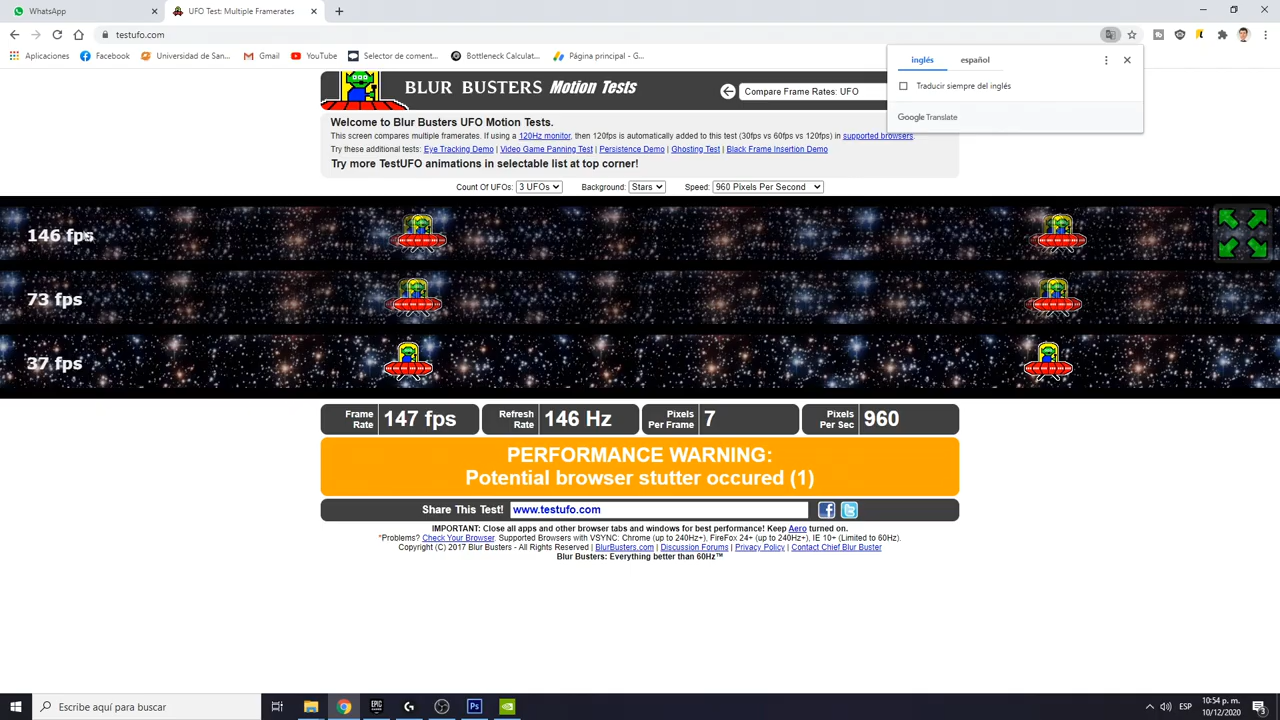 WhatsApp
UFO Test: Multiple Framerates
testufo.com
Aplicaciones
Facebook
Universidad de San...
Gmail
YouTube
Selector de coment...
Bottleneck Calculat...
Página principal - G...
inglés
español
Traducir siempre del inglés
Google Translate
BLUR BUSTERS Motion Tests
Compare Frame Rates: UFO
Welcome to Blur Busters UFO Motion Tests.
This screen compares multiple framerates. If using a 120Hz monitor, then 120fps is automatically added to this test (30fps vs 60fps vs 120fps) in supported browsers.
Try these additional tests: Eye Tracking Demo | Video Game Panning Test | Persistence Demo | Ghosting Test | Black Frame Insertion Demo
Try more TestUFO animations in selectable list at top corner!
Count Of UFOs: 3 UFOs Background: Stars Speed: 960 Pixels Per Second
146 fps
73 fps
37 fps
Frame Rate 147 fps
Refresh Rate 146 Hz
Pixels Per Frame 7
Pixels Per Sec 960
PERFORMANCE WARNING:
Potential browser stutter occured (1)
Share This Test! www.testufo.com
IMPORTANT: Close all apps and other browser tabs and windows for best performance! Keep Aero turned on.
*Problems? Check Your Browser. Supported Browsers with VSYNC: Chrome (up to 240Hz+), FireFox 24+ (up to 240Hz+), IE 10+ (Limited to 60Hz).
Copyright (C) 2017 Blur Busters - All Rights Reserved | BlurBusters.com | Discussion Forums | Privacy Policy | Contact Chief Blur Buster
Blur Busters: Everything better than 60Hz™
Escribe aquí para buscar
EPIC
Ps
ESP
10:54 p. m.
10/12/2020
3